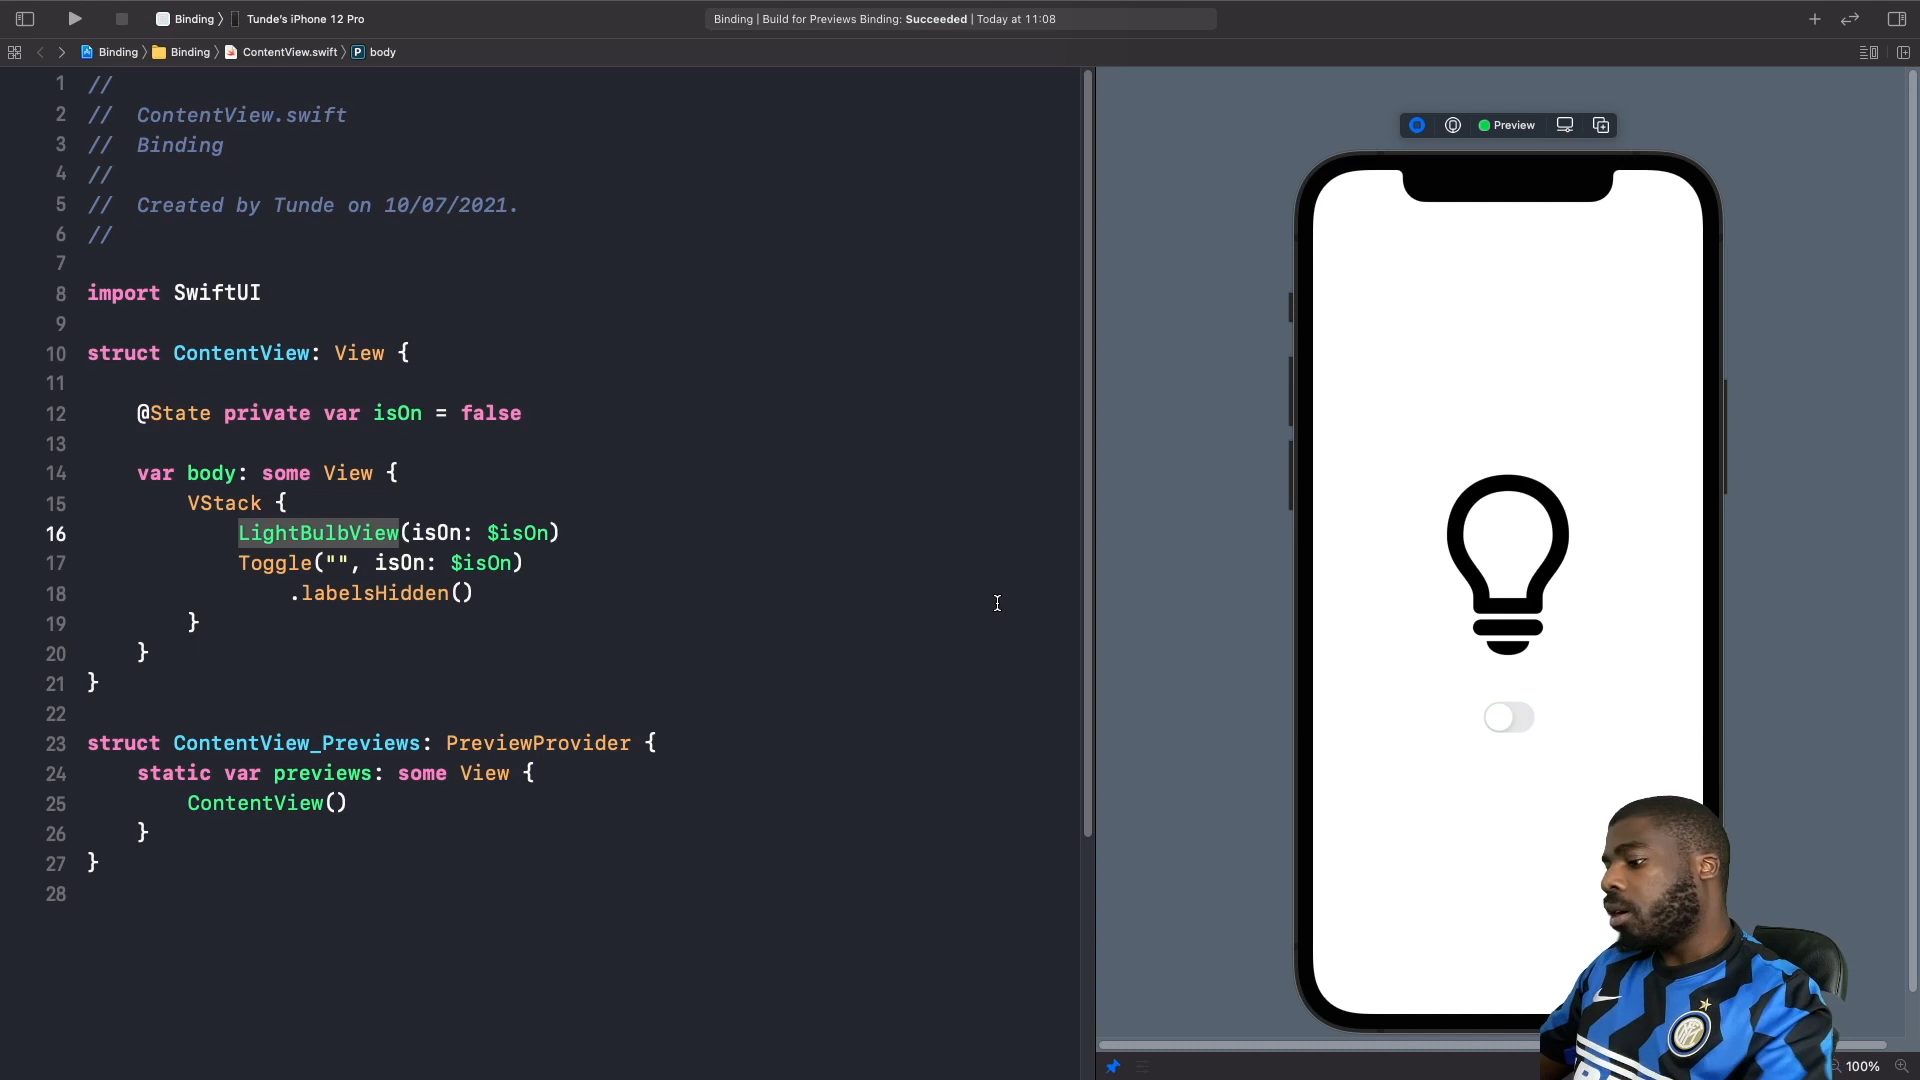 Binding 〉 Tunde's iPhone 12 Pro
Binding | Build for Previews Binding: Succeeded | Today at 11:08
Binding 〉 Binding 〉 ContentView.swift 〉 P body
1 //
2 //  ContentView.swift
3 //  Binding
4 //
5 //  Created by Tunde on 10/07/2021.
6 //
7
8 import SwiftUI
9
10 struct ContentView: View {
11
12     @State private var isOn = false
13
14     var body: some View {
15         VStack {
16             LightBulbView(isOn: $isOn)
17             Toggle("", isOn: $isOn)
18                 .labelsHidden()
19         }
20     }
21 }
22
23 struct ContentView_Previews: PreviewProvider {
24     static var previews: some View {
25         ContentView()
26     }
27 }
28
Preview
100%